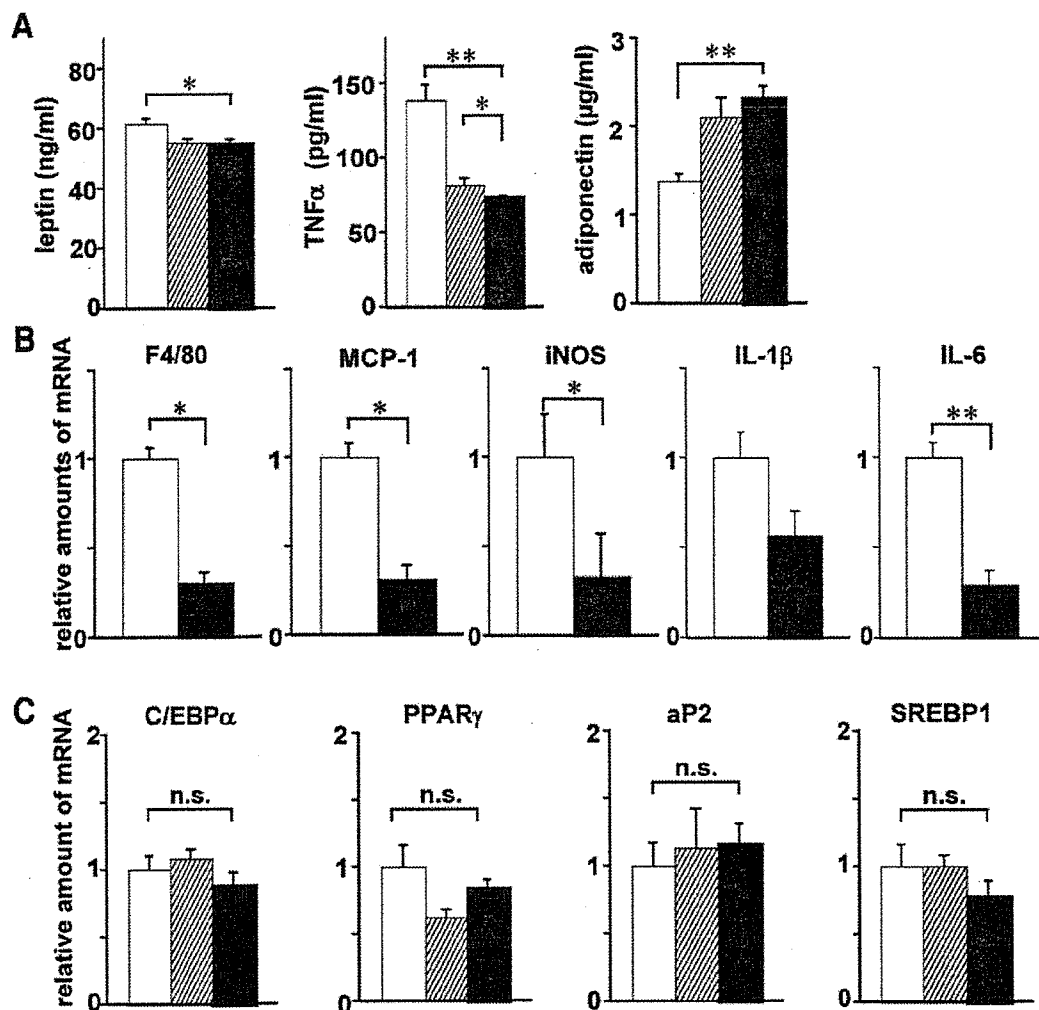 A
leptin (ng/ml)
80
60
40
20
0
*
TNFα (pg/ml)
150
100
50
0
**
*
adiponectin (μg/ml)
3
2
1
0
**
B
relative amounts of mRNA
F4/80
1
0
*
MCP-1
1
0
*
iNOS
1
0
*
IL-1β
1
0
IL-6
1
0
**
C
relative amount of mRNA
C/EBPα
2
1
0
n.s.
PPARγ
2
1
0
n.s.
aP2
2
1
0
n.s.
SREBP1
2
1
0
n.s.